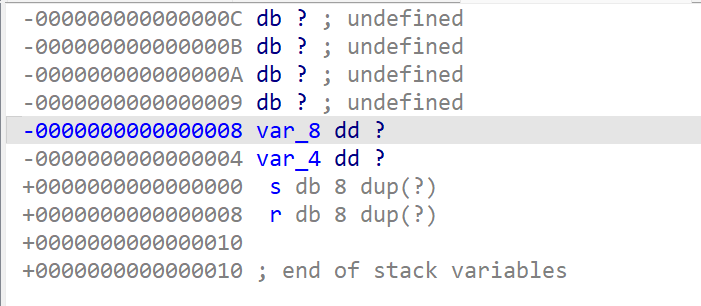 -000000000000000C db ? ; undefined
-000000000000000B db ? ; undefined
-000000000000000A db ? ; undefined
-0000000000000009 db ? ; undefined
-0000000000000008 var_8 dd ?
-0000000000000004 var_4 dd ?
+0000000000000000  s db 8 dup(?)
+0000000000000008  r db 8 dup(?)
+0000000000000010
+0000000000000010 ; end of stack variables